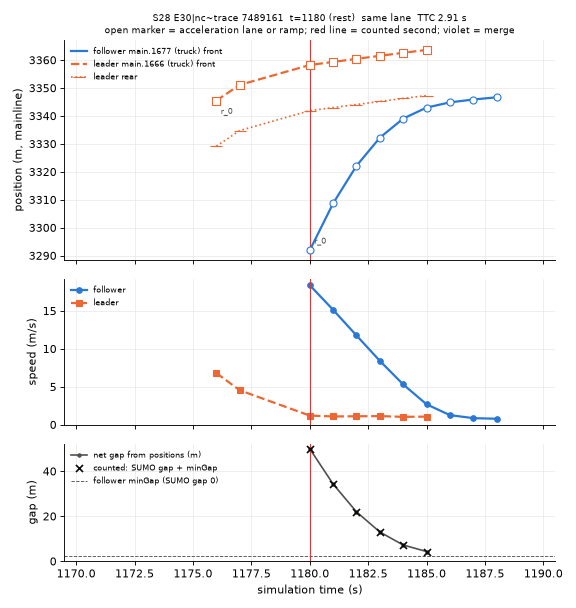 S28 E30|nc~trace 7489161  t=1180 (rest)  same lane  TTC 2.91 s
open marker = acceleration lane or ramp; red line = counted second; violet = merge
follower main.1677 (truck) front
leader main.1666 (truck) front
leader rear
position (m, mainline)
3360
3350
3340
3330
3320
3310
3300
3290
r_0
r_0
follower
leader
speed (m/s)
15
10
5
0
net gap from positions (m)
counted: SUMO gap + minGap
follower minGap (SUMO gap 0)
gap (m)
40
20
0
1170.0
1172.5
1175.0
1177.5
1180.0
1182.5
1185.0
1187.5
1190.0
simulation time (s)